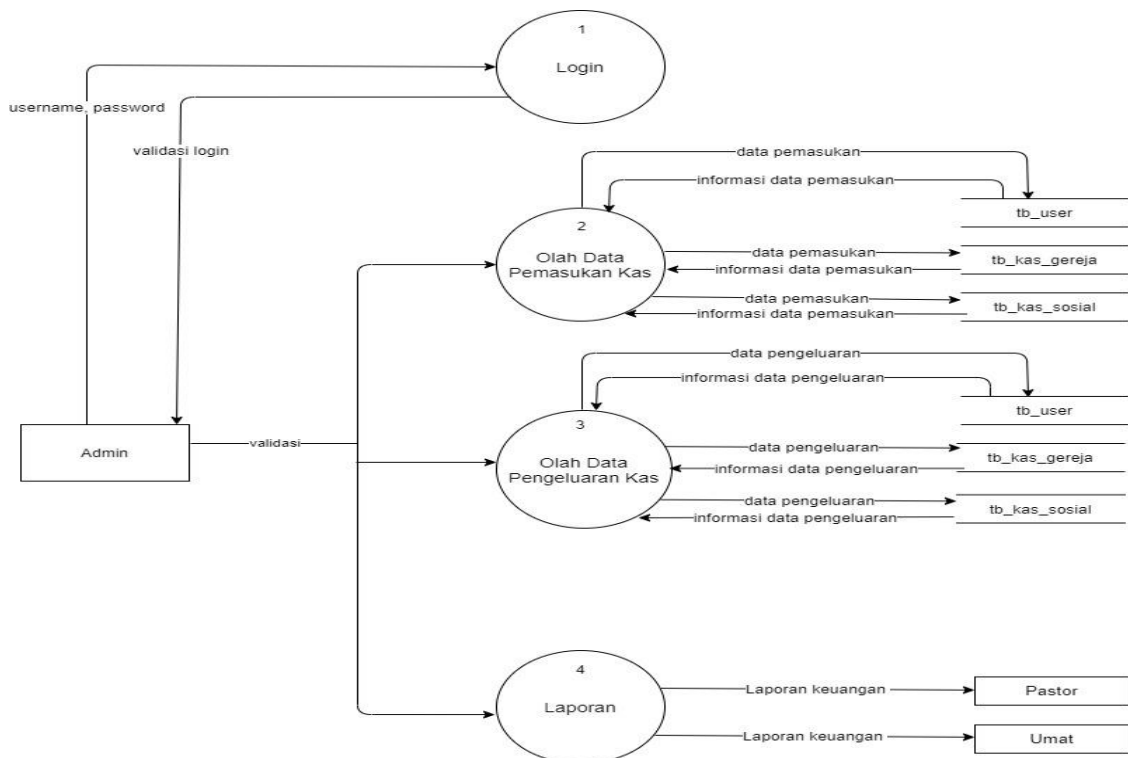 1
Login
username, password
validasi login
data pemasukan
informasi data pemasukan
tb_user
2
Olah Data
Pemasukan Kas
data pemasukan
informasi data pemasukan
tb_kas_gereja
data pemasukan
informasi data pemasukan
tb_kas_sosial
data pengeluaran
informasi data pengeluaran
tb_user
3
Olah Data
Pengeluaran Kas
data pengeluaran
informasi data pengeluaran
tb_kas_gereja
data pengeluaran
informasi data pengeluaran
tb_kas_sosial
Admin
validasi
4
Laporan
Laporan keuangan
Pastor
Laporan keuangan
Umat